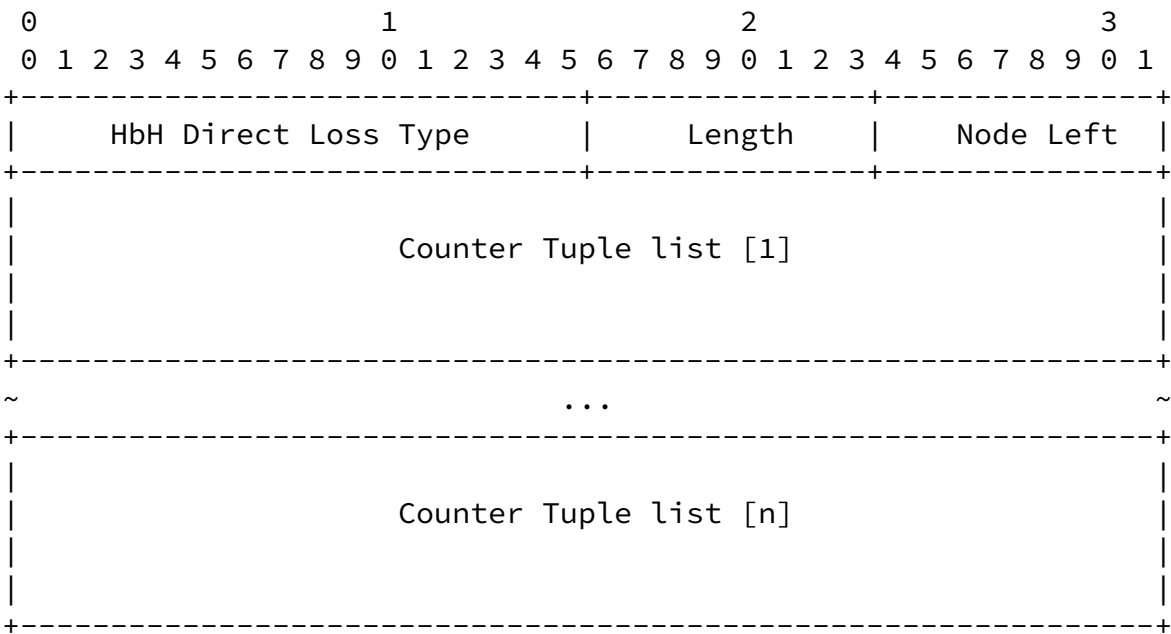 0                   1                   2                   3
0 1 2 3 4 5 6 7 8 9 0 1 2 3 4 5 6 7 8 9 0 1 2 3 4 5 6 7 8 9 0 1
+-------------------------------+---------------+---------------+
|     HbH Direct Loss Type      |     Length    |    Node Left  |
+-------------------------------+---------------+---------------+
|                                                               |
|                     Counter Tuple list [1]                    |
|                                                               |
|                                                               |
+---------------------------------------------------------------+
~                              ...                              ~
+---------------------------------------------------------------+
|                                                               |
|                     Counter Tuple list [n]                    |
|                                                               |
|                                                               |
+---------------------------------------------------------------+